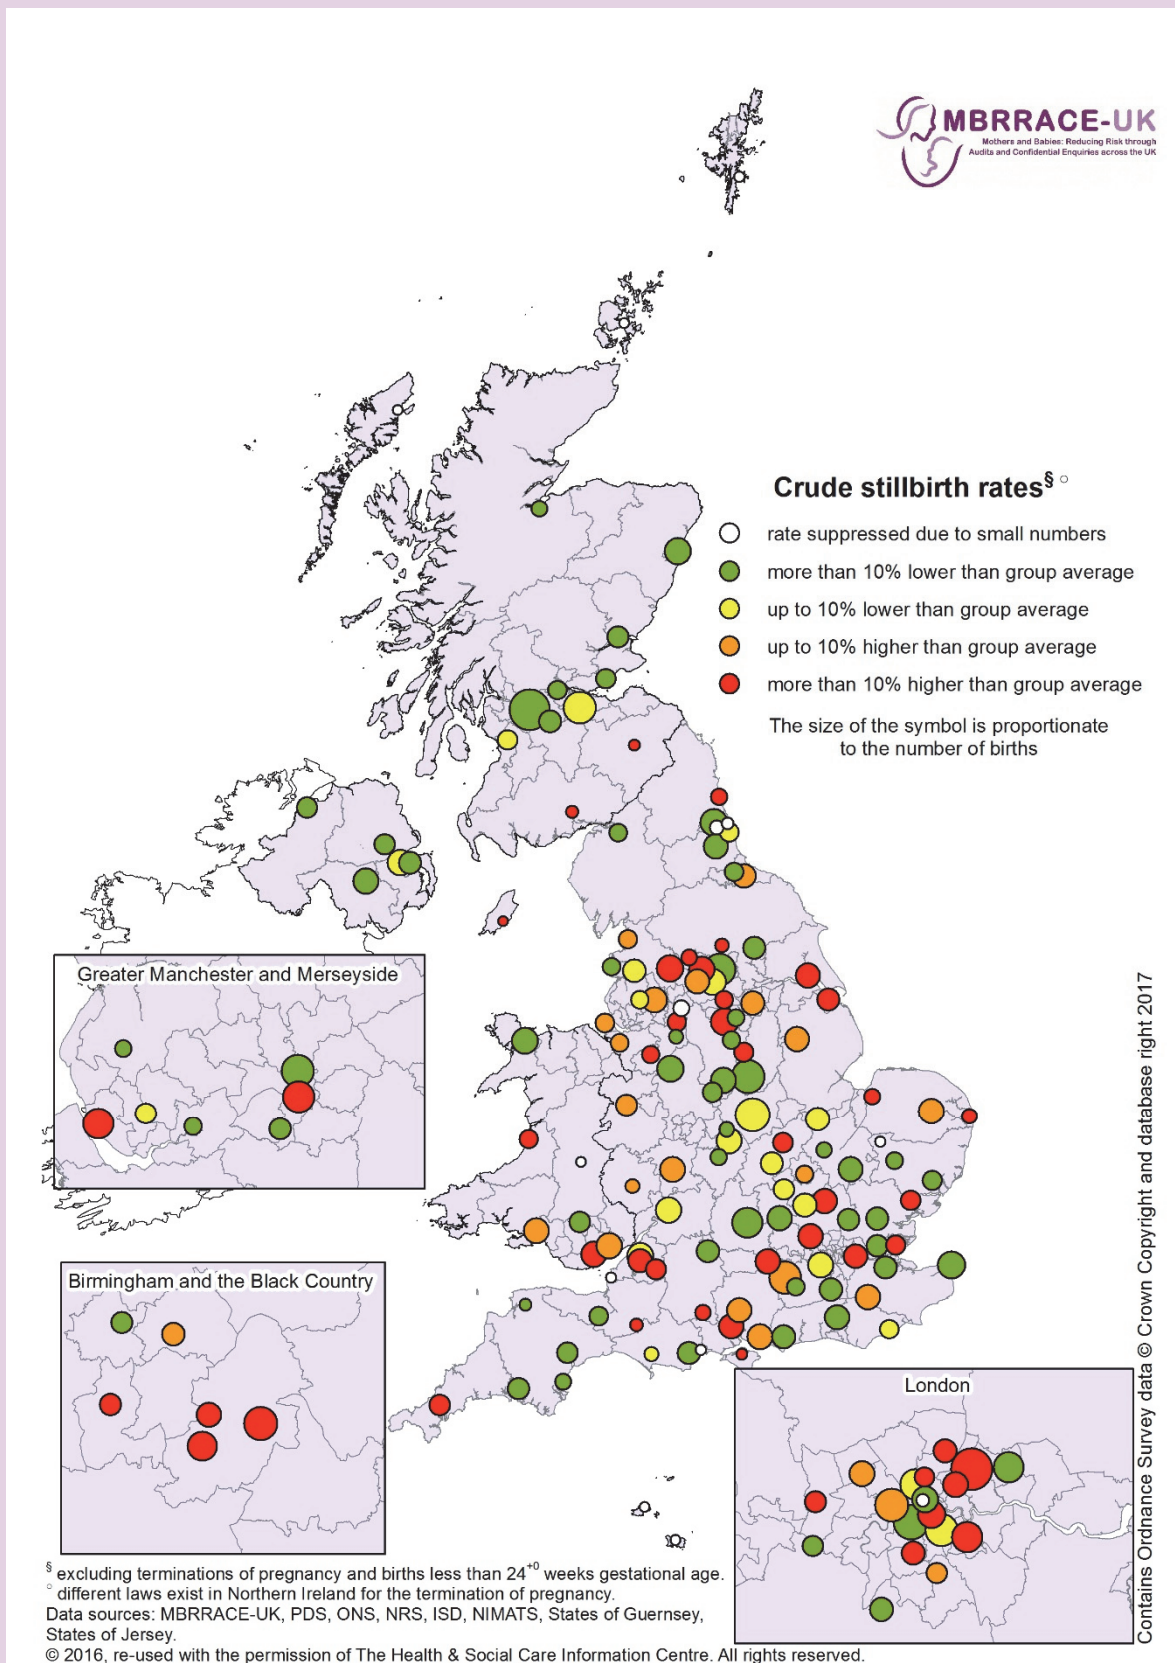 MBRRACE-UK
Mothers and Babies: Reducing Risk through
Audits and Confidential Enquiries across the UK
Crude stillbirth rates§ °
rate suppressed due to small numbers
more than 10% lower than group average
up to 10% lower than group average
up to 10% higher than group average
more than 10% higher than group average
The size of the symbol is proportionate
to the number of births
Greater Manchester and Merseyside
Birmingham and the Black Country
London
Contains Ordnance Survey data © Crown Copyright and database right 2017
§ excluding terminations of pregnancy and births less than 24+0 weeks gestational age.
° different laws exist in Northern Ireland for the termination of pregnancy.
Data sources: MBRRACE-UK, PDS, ONS, NRS, ISD, NIMATS, States of Guernsey,
States of Jersey.
© 2016, re-used with the permission of The Health & Social Care Information Centre. All rights reserved.